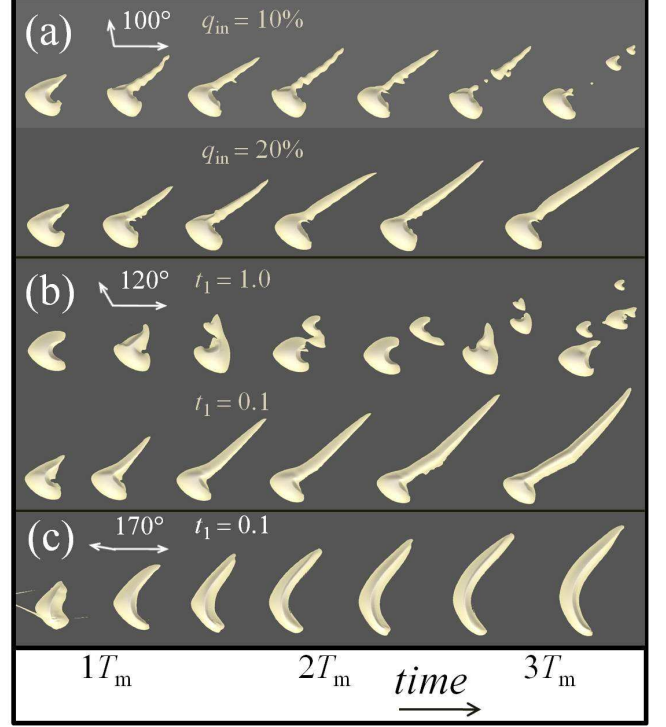 (a) 100° q_in = 10%
q_in = 20%
(b) 120° t_1 = 1.0
t_1 = 0.1
(c) 170° t_1 = 0.1
1T_m 2T_m 3T_m
time